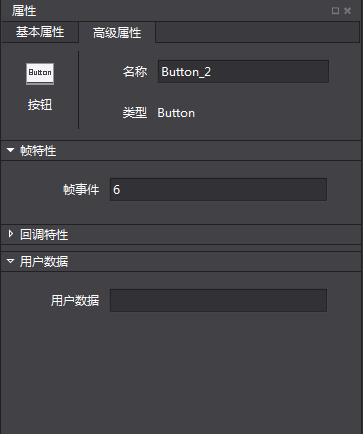 属性
基本属性 高级属性
Button
按钮
名称 Button_2
类型 Button
帧特性
帧事件 6
回调特性
用户数据
用户数据